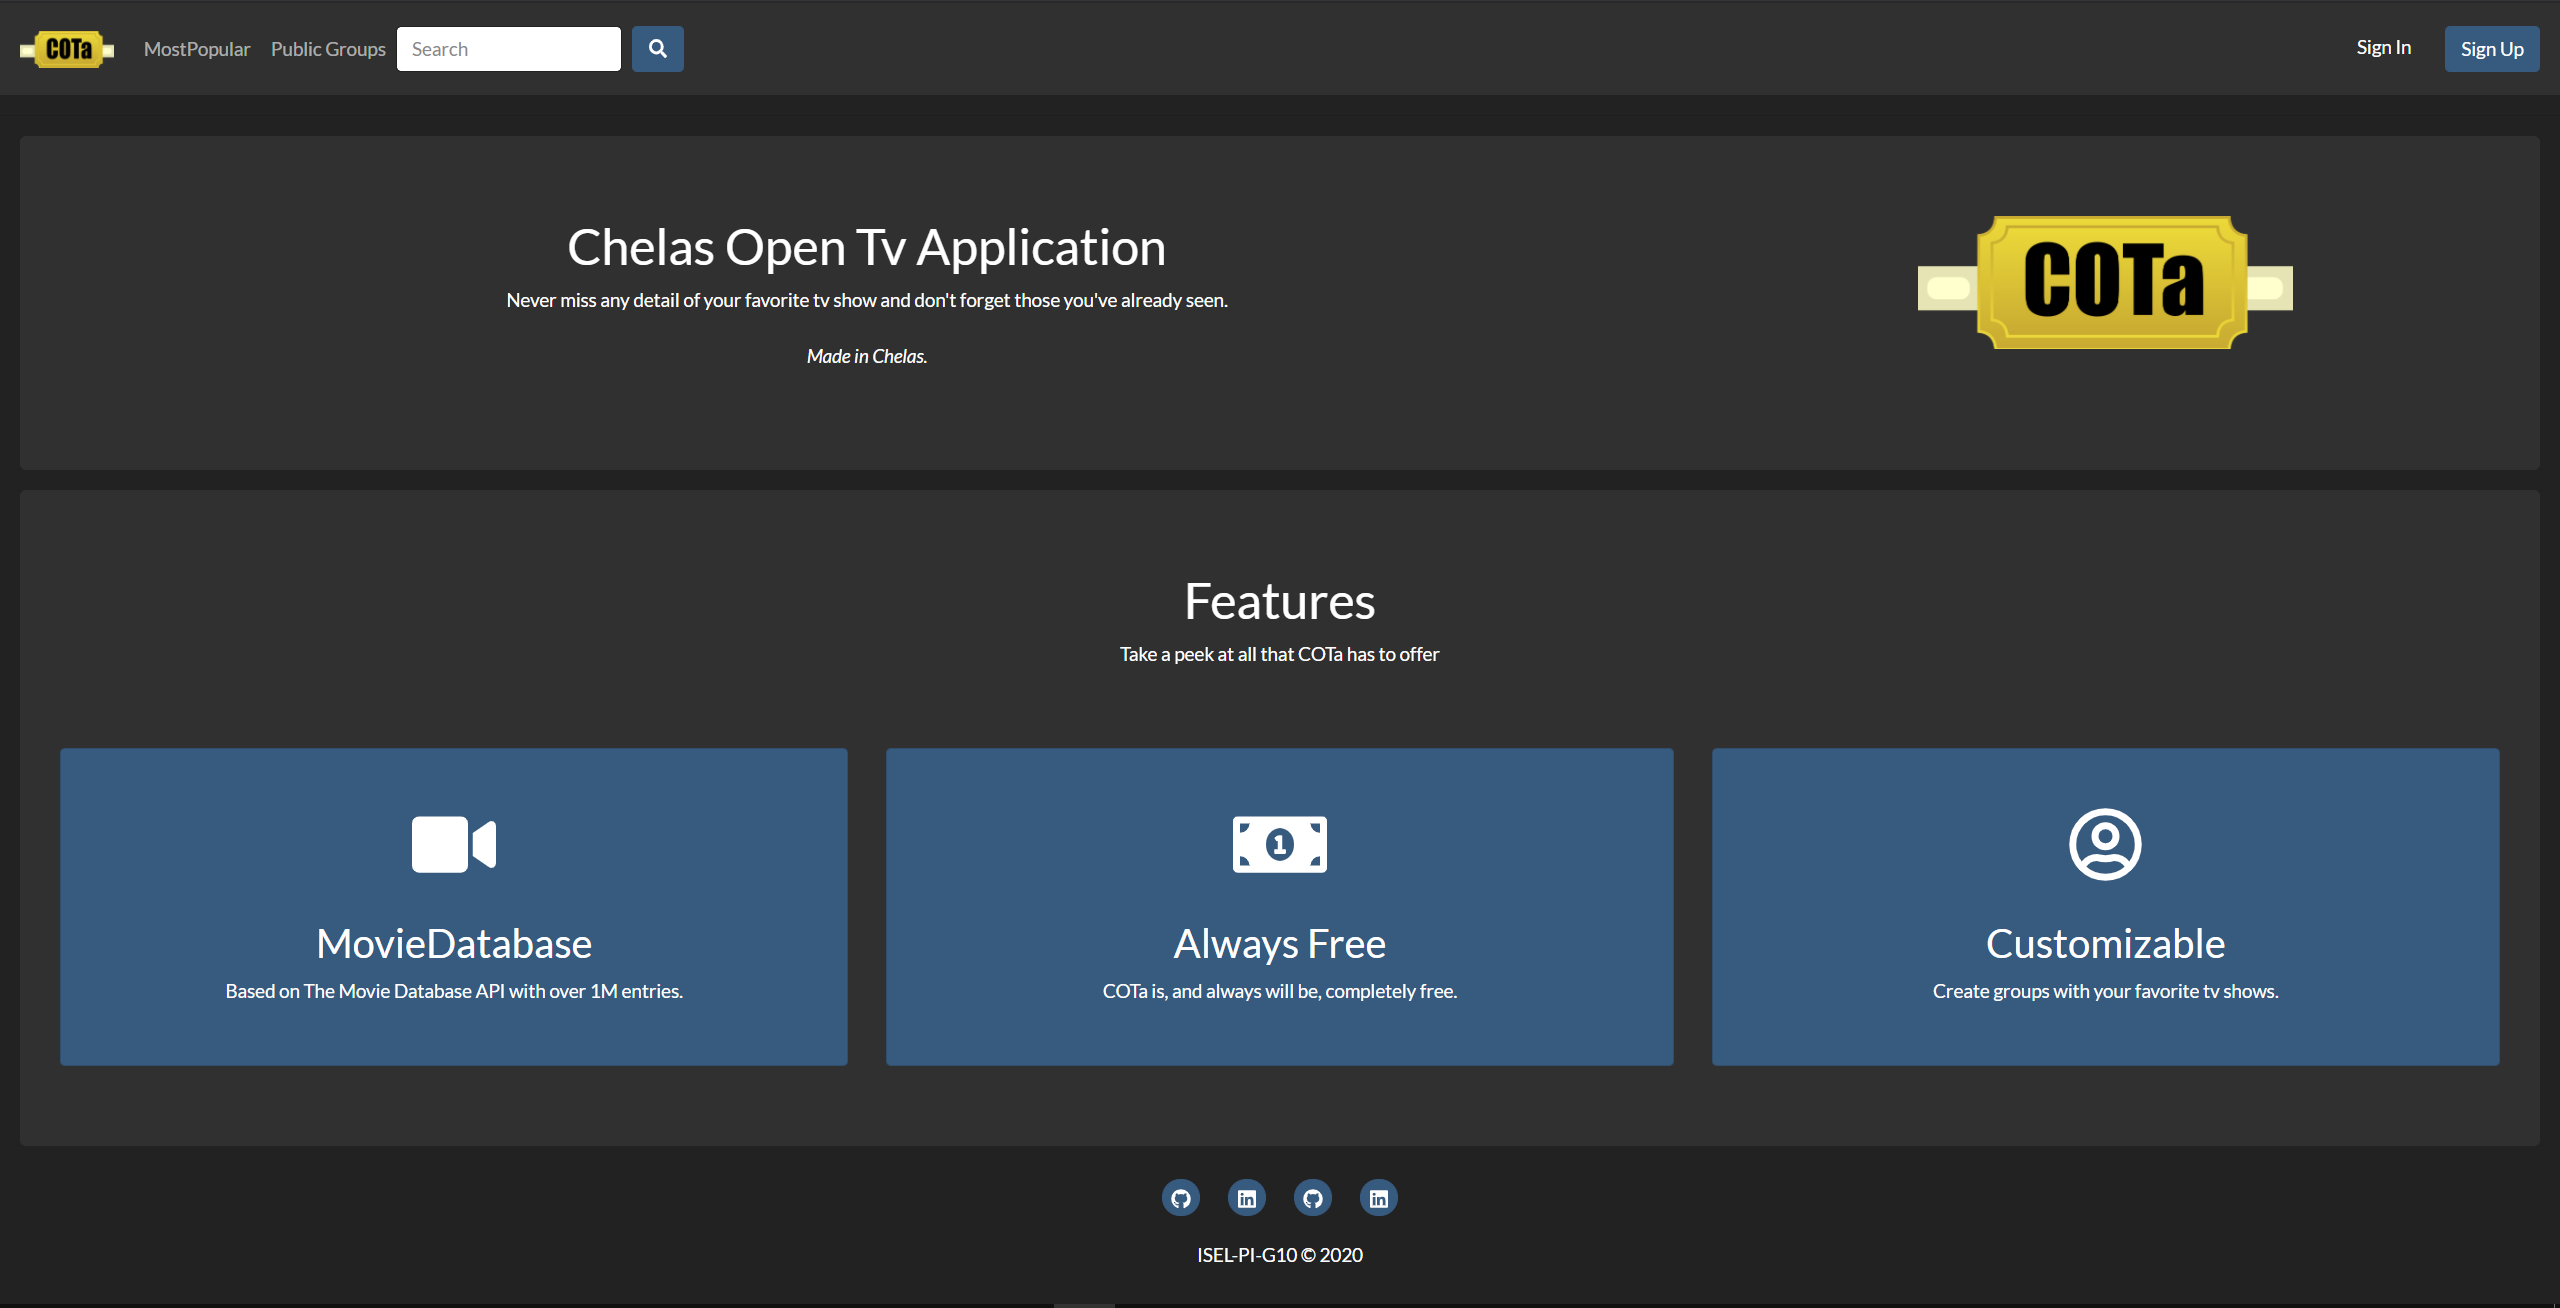 COTa
MostPopular
Public Groups
Search
Sign In
Sign Up
Chelas Open Tv Application
Never miss any detail of your favorite tv show and don't forget those you've already seen.
Made in Chelas.
COTa
Features
Take a peek at all that COTa has to offer
MovieDatabase
Based on The Movie Database API with over 1M entries.
1
Always Free
COTa is, and always will be, completely free.
Customizable
Create groups with your favorite tv shows.
in
in
ISEL-PI-G10 © 2020